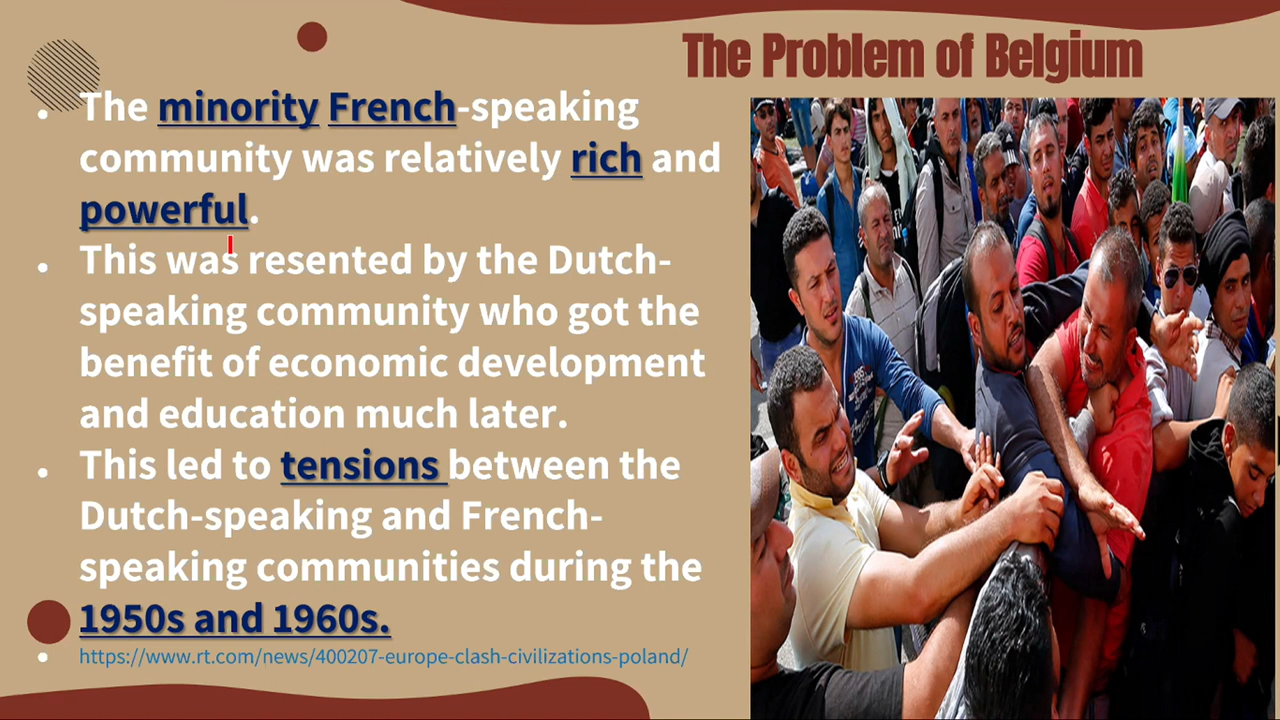 The Problem of Belgium
• The minority French-speaking
community was relatively rich and
powerful.
• This was resented by the Dutch-
speaking community who got the
benefit of economic development
and education much later.
• This led to tensions between the
Dutch-speaking and French-
speaking communities during the
1950s and 1960s.
• https://www.rt.com/news/400207-europe-clash-civilizations-poland/